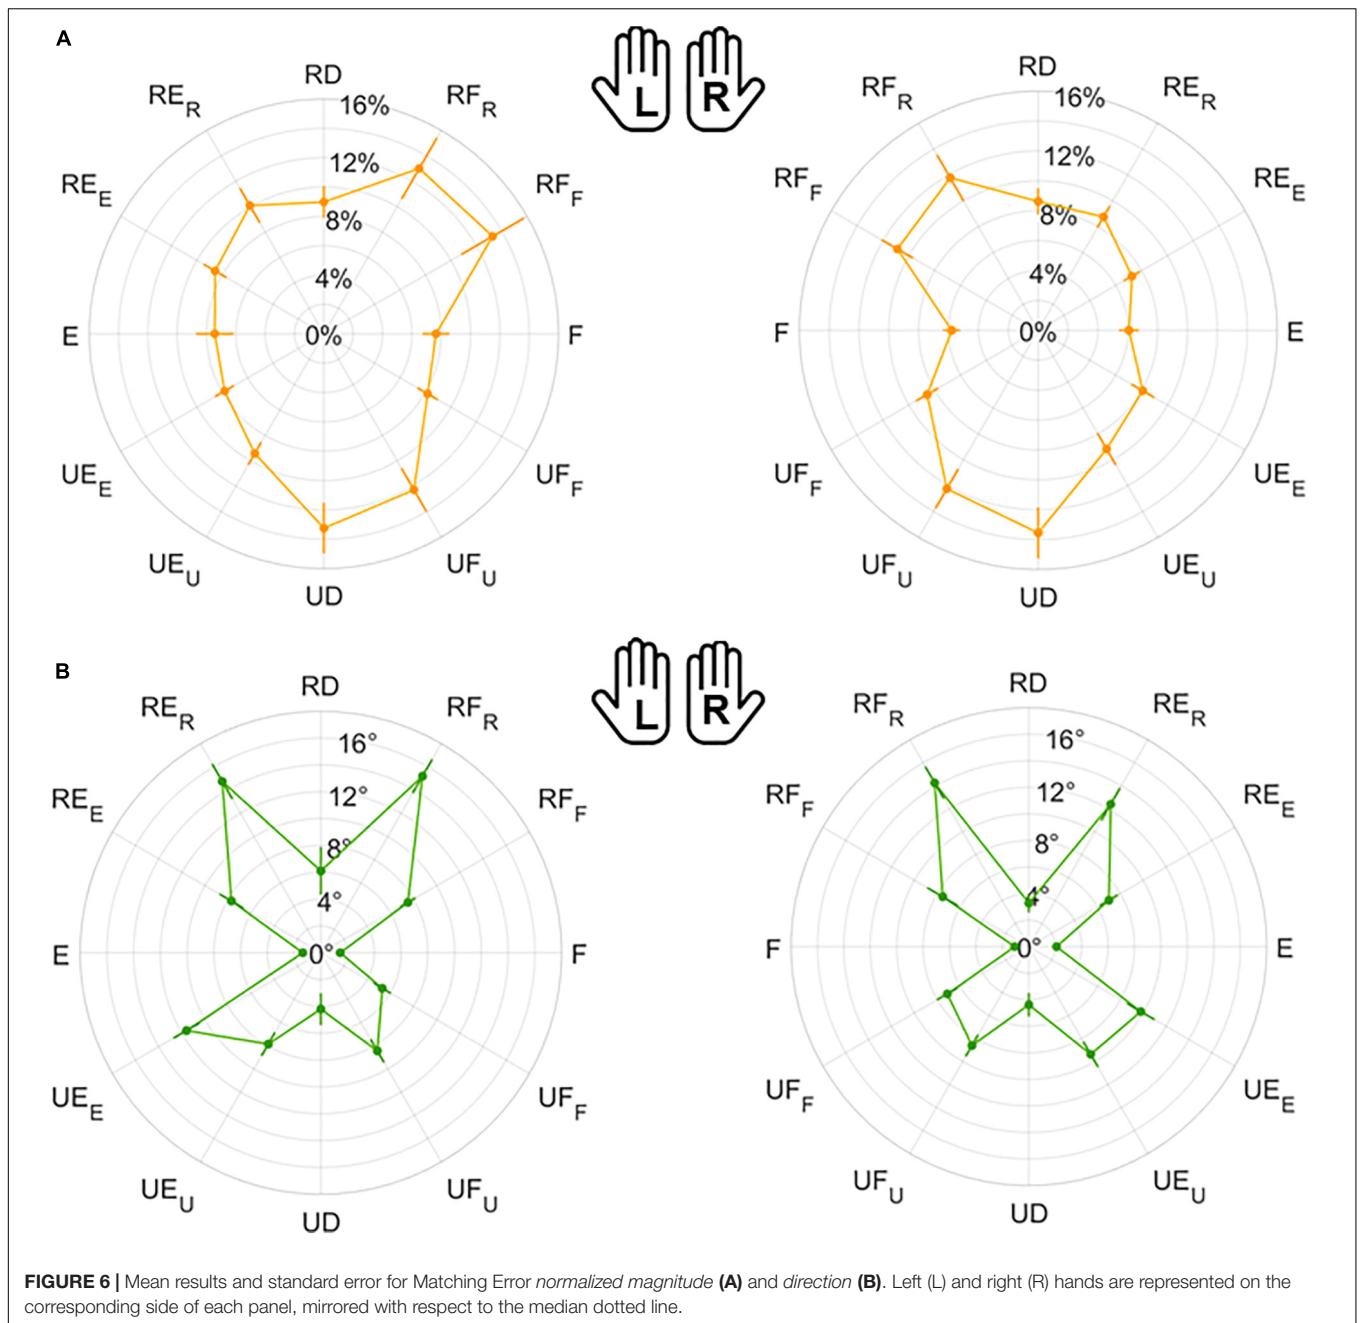 A
L R
RD
16%
RE_R
RF_R
12%
RE_E
RF_F
8%
4%
E
0%
F
UE_E
UF_F
UE_U
UF_U
UD
RD
16%
RF_R
RE_R
12%
RF_F
RE_E
8%
4%
F
0%
E
UF_F
UE_E
UF_U
UE_U
UD
B
L R
RD
RE_R
RF_R
16°
12°
RE_E
RF_F
8°
4°
E
0°
F
UE_E
UF_F
UE_U
UF_U
UD
RD
RF_R
RE_R
16°
12°
RF_F
RE_E
8°
4°
F
0°
E
UF_F
UE_E
UF_U
UE_U
UD
FIGURE 6 | Mean results and standard error for Matching Error normalized magnitude (A) and direction (B). Left (L) and right (R) hands are represented on the
corresponding side of each panel, mirrored with respect to the median dotted line.